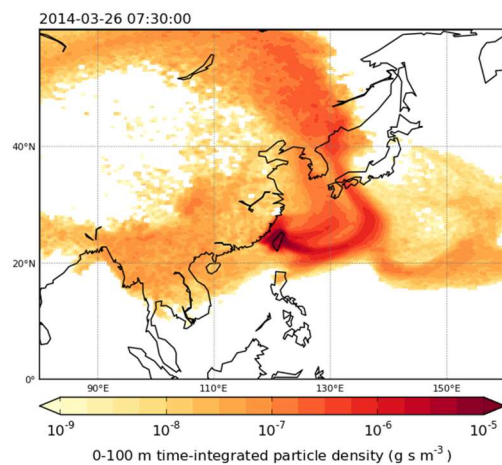 2014-03-26 07:30:00
40°N
20°N
0°
90°E 110°E 130°E 150°E
10⁻⁹ 10⁻⁸ 10⁻⁷ 10⁻⁶ 10⁻⁵
0-100 m time-integrated particle density (g s m⁻³)